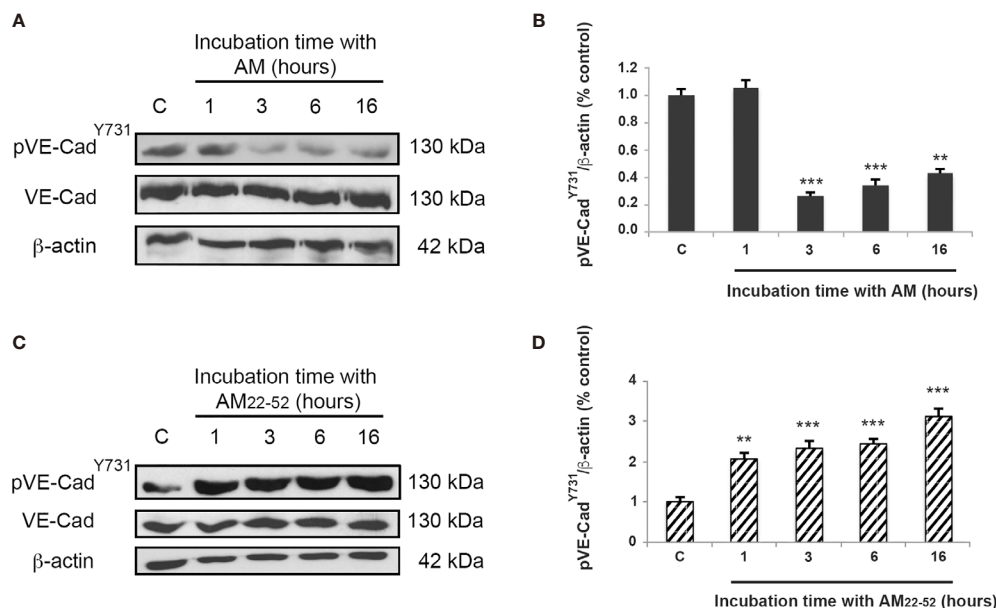 A
Incubation time with
AM (hours)
C 1 3 6 16
pVE-Cad^Y731 130 kDa
VE-Cad 130 kDa
β-actin 42 kDa
B
pVE-Cad^Y731/β-actin (% control)
1.2
1.0
0.8
0.6
0.4
0.2
0.0
*** *** **
C 1 3 6 16
Incubation time with AM (hours)
C
Incubation time with
AM22-52 (hours)
C 1 3 6 16
pVE-Cad^Y731 130 kDa
VE-Cad 130 kDa
β-actin 42 kDa
D
pVE-Cad^Y731/β-actin (% control)
4
3
2
1
0
** *** *** ***
C 1 3 6 16
Incubation time with AM22-52 (hours)